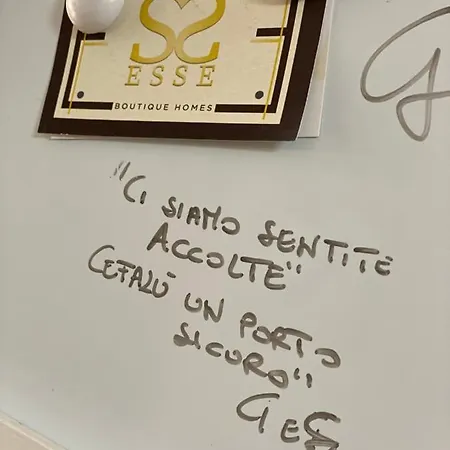 ESSE
BOUTIQUE HOMES
"CI SIAMO SENTITE
ACCOLTE"
CEFALÙ UN PORTO
SICURO"
G e G